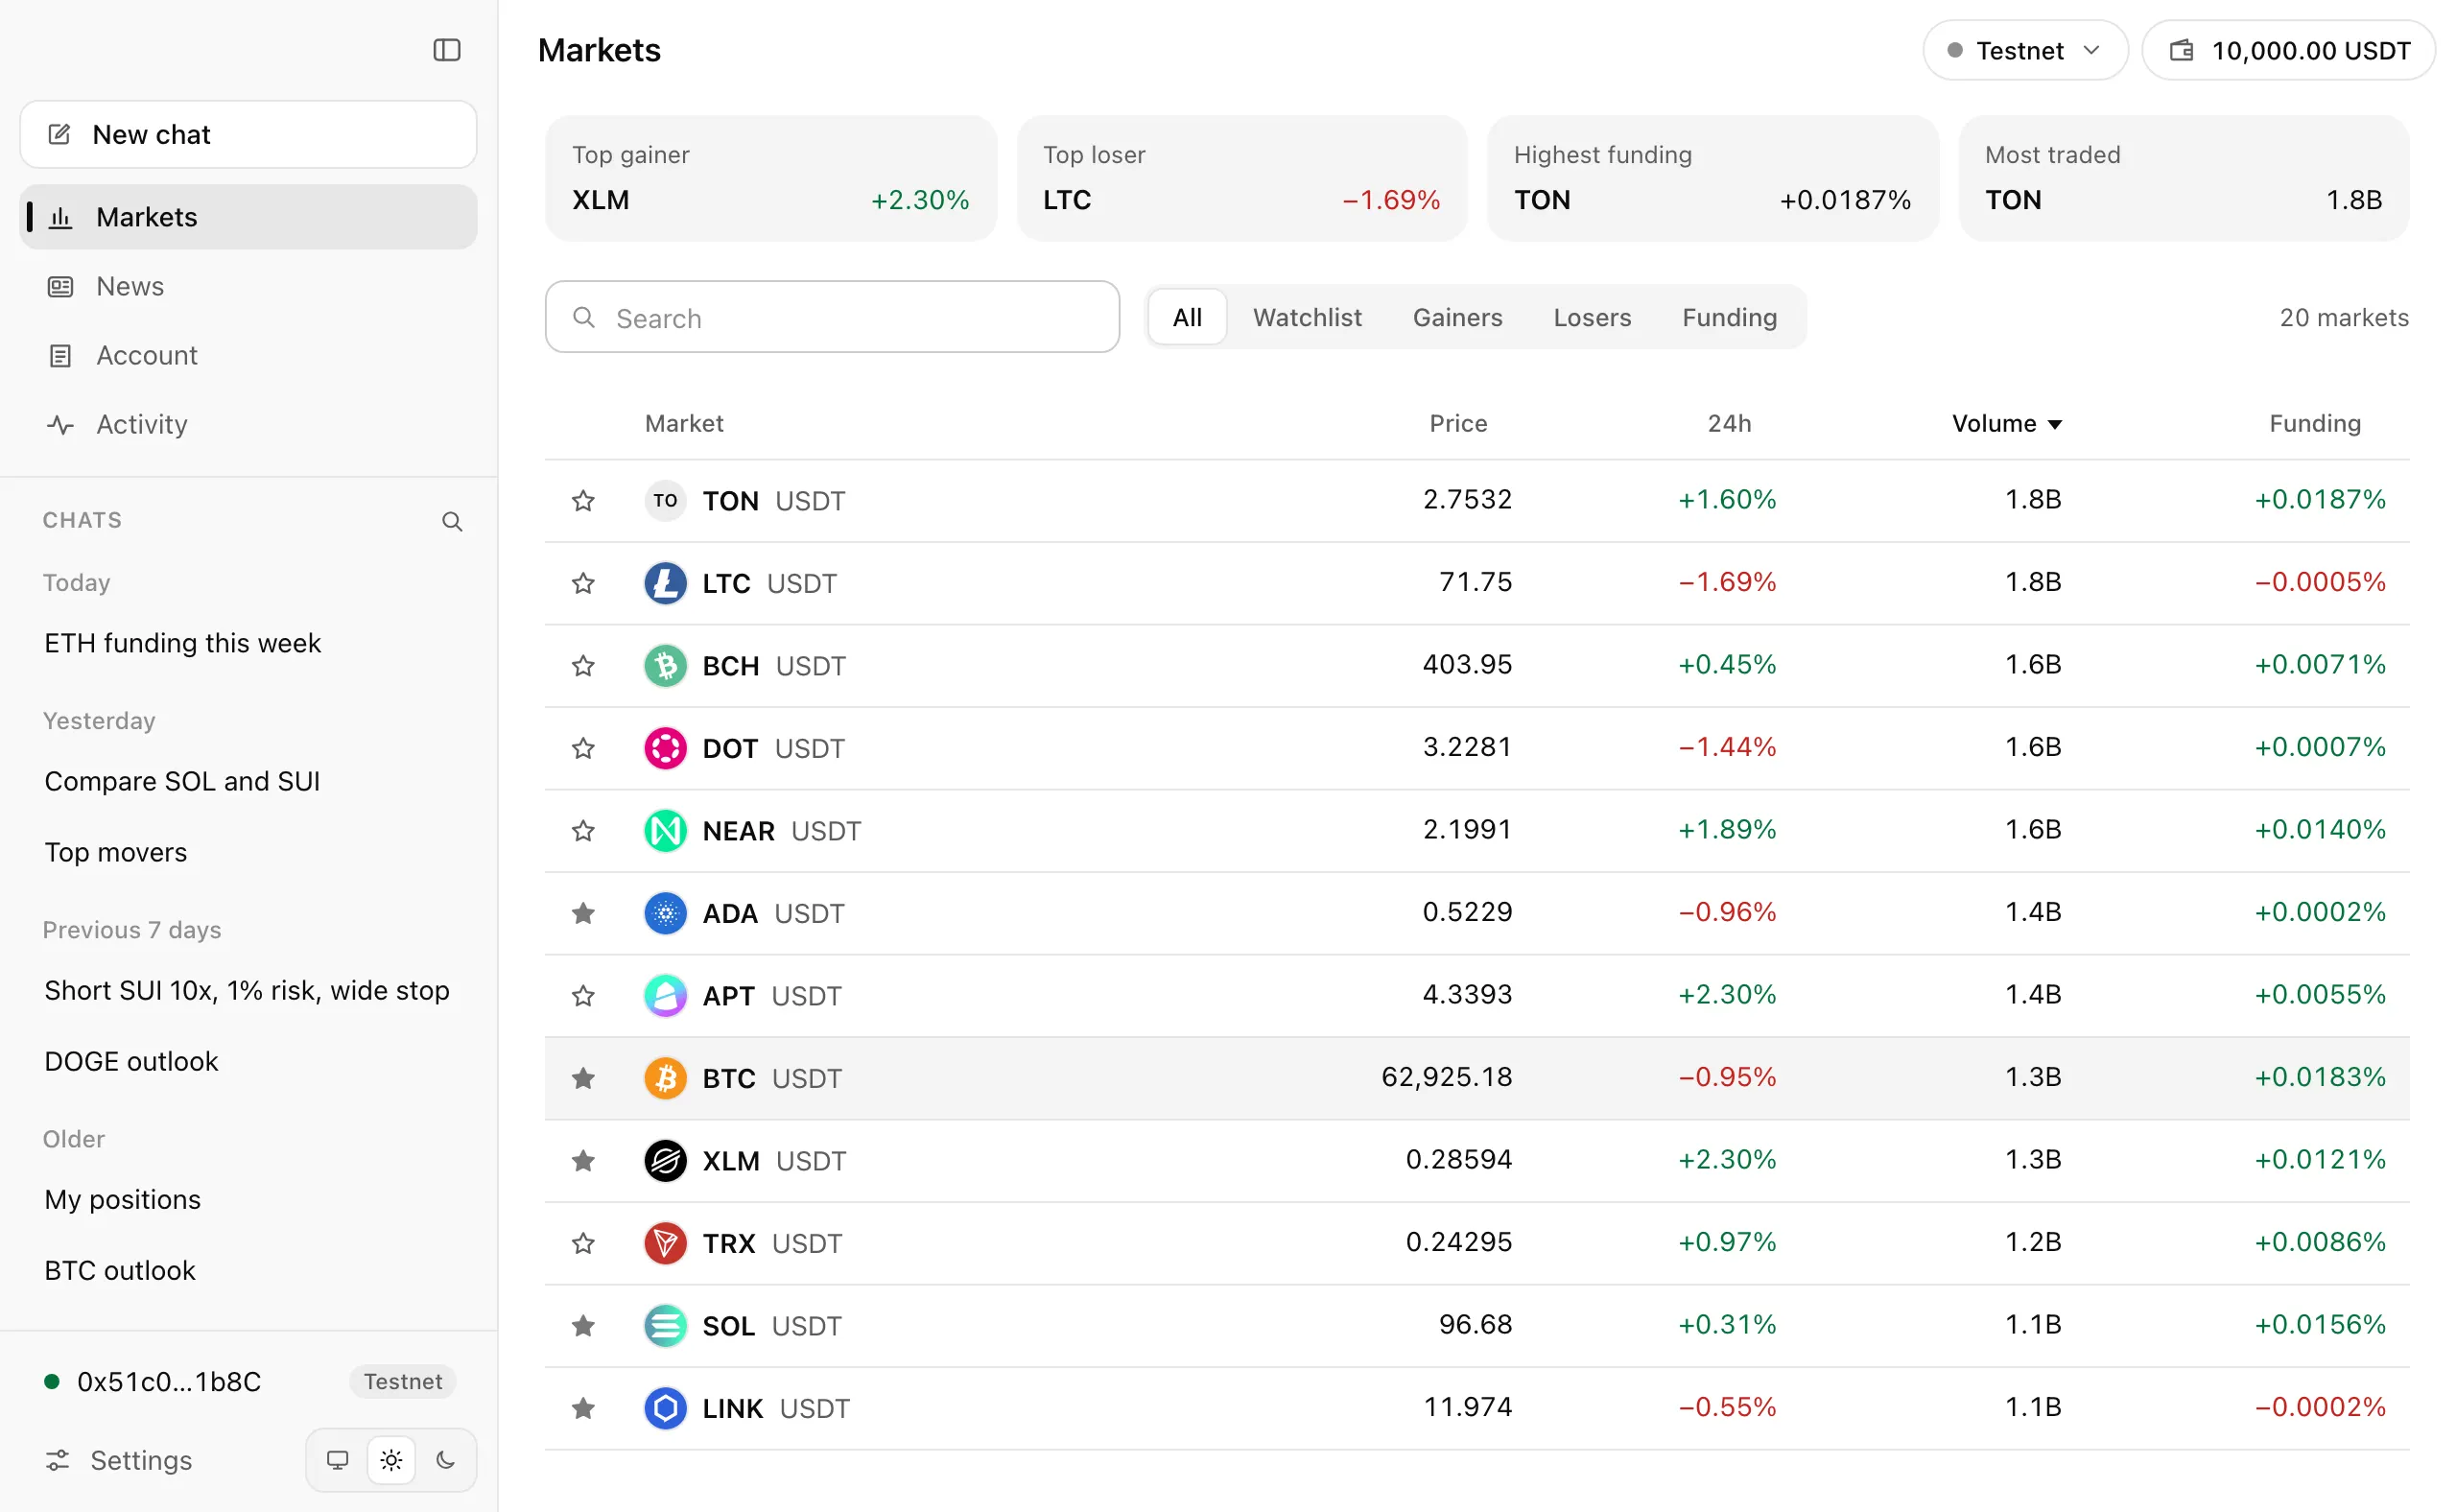 Markets
Testnet
10,000.00 USDT
New chat
Markets
News
Account
Activity
CHATS
Today
ETH funding this week
Yesterday
Compare SOL and SUI
Top movers
Previous 7 days
Short SUI 10x, 1% risk, wide stop
DOGE outlook
Older
My positions
BTC outlook
0x51c0...1b8C
Testnet
Settings
Top gainer
XLM +2.30%
Top loser
LTC −1.69%
Highest funding
TON +0.0187%
Most traded
TON 1.8B
Search
All Watchlist Gainers Losers Funding
20 markets
Market Price 24h Volume Funding
TO TON USDT 2.7532 +1.60% 1.8B +0.0187%
LTC USDT 71.75 −1.69% 1.8B −0.0005%
BCH USDT 403.95 +0.45% 1.6B +0.0071%
DOT USDT 3.2281 −1.44% 1.6B +0.0007%
NEAR USDT 2.1991 +1.89% 1.6B +0.0140%
ADA USDT 0.5229 −0.96% 1.4B +0.0002%
APT USDT 4.3393 +2.30% 1.4B +0.0055%
BTC USDT 62,925.18 −0.95% 1.3B +0.0183%
XLM USDT 0.28594 +2.30% 1.3B +0.0121%
TRX USDT 0.24295 +0.97% 1.2B +0.0086%
SOL USDT 96.68 +0.31% 1.1B +0.0156%
LINK USDT 11.974 −0.55% 1.1B −0.0002%